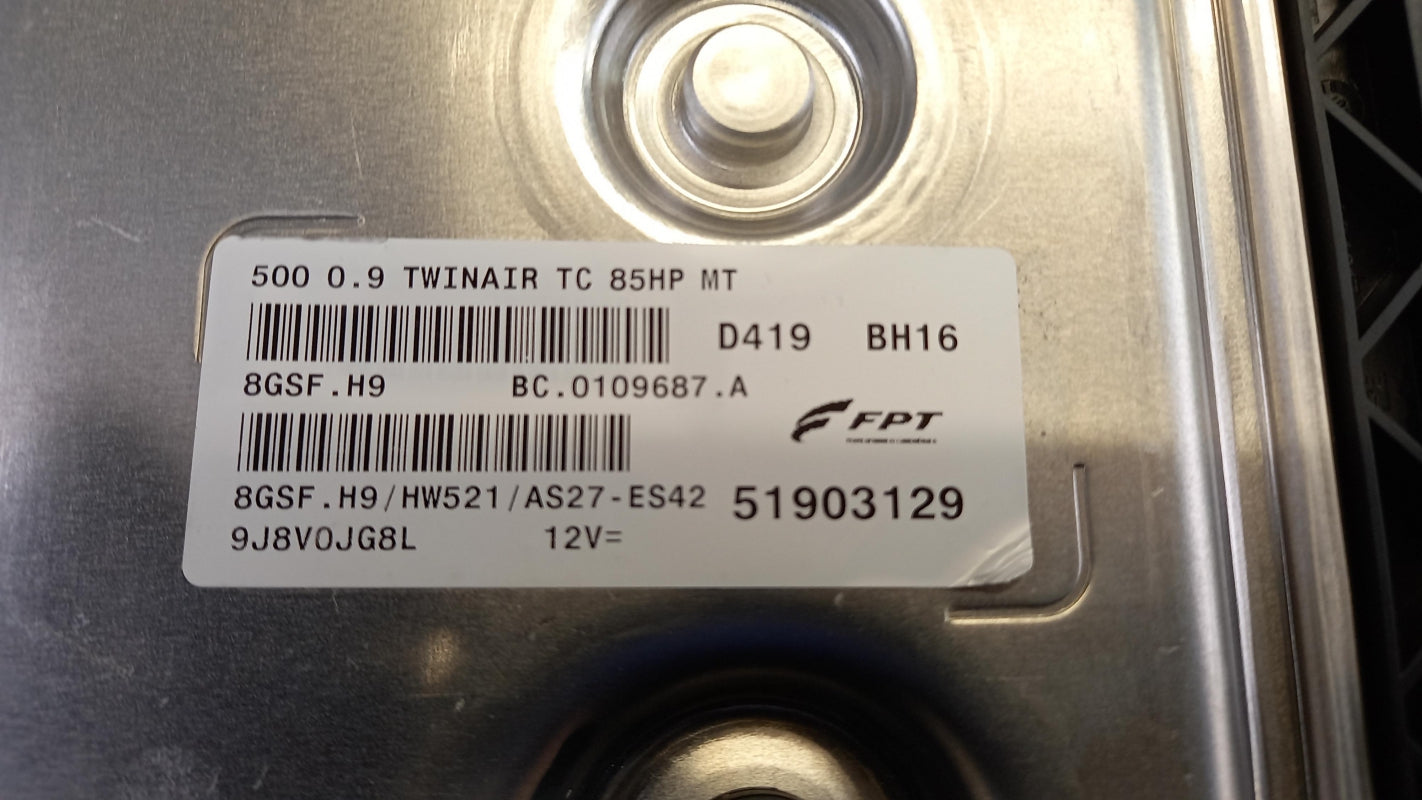 500 0.9 TWINAIR TC 85HP MT
D419 BH16
8GSF.H9 BC.0109687.A
FPT
8GSF.H9/HW521/AS27-ES42 51903129
9J8V0JG8L 12V=